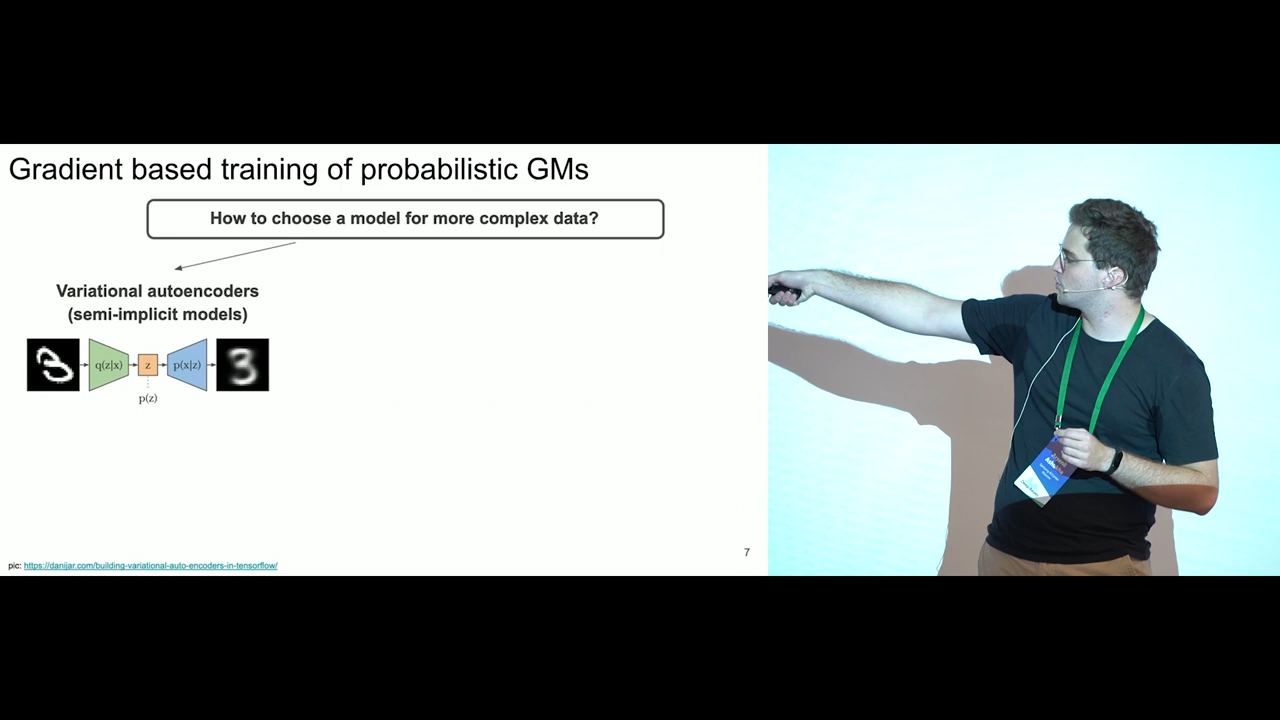 Gradient based training of probabilistic GMs
How to choose a model for more complex data?
Variational autoencoders
(semi-implicit models)
q(z|x)
z
p(x|z)
p(z)
7
pic: https://danijar.com/building-variational-auto-encoders-in-tensorflow/